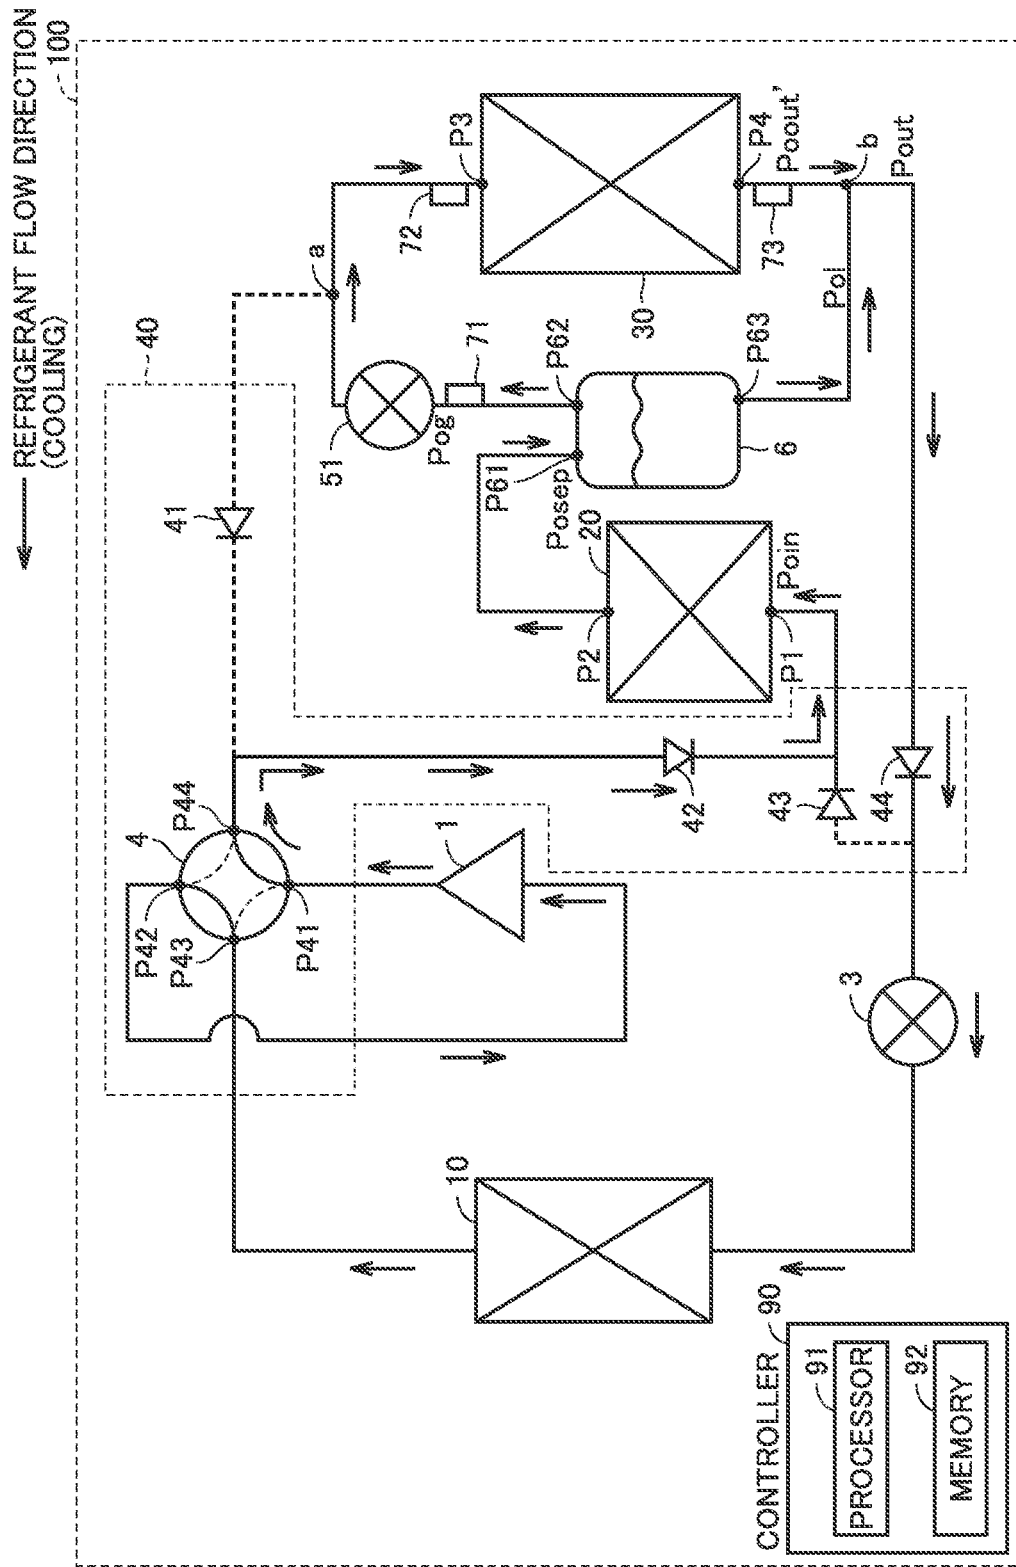 REFRIGERANT FLOW DIRECTION
(COOLING)
100
40
41
a
P3
72
51
71
Pog
P62
P61
Posep
P63
6
30
P4
Poout'
73
b
Pol
Pout
20
P2
P1
Poin
P44
4
P42
P43
P41
1
42
43
44
3
10
CONTROLLER
90
91
PROCESSOR
92
MEMORY